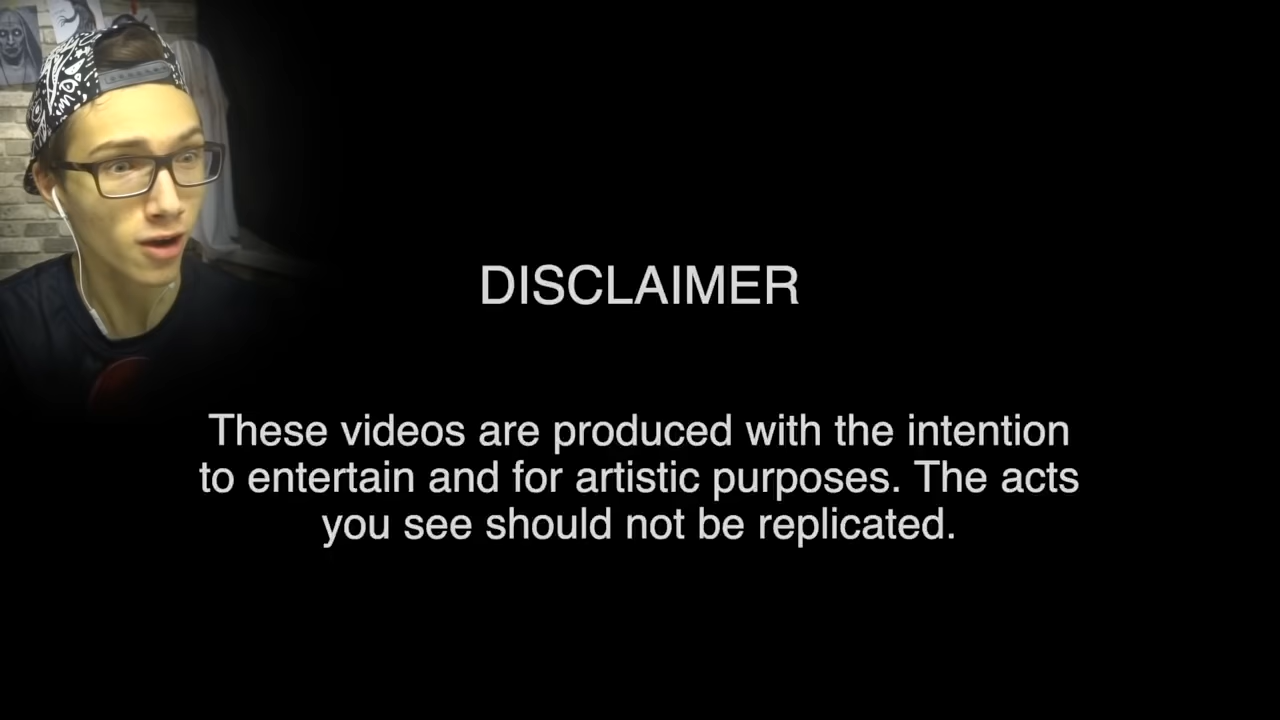 DISCLAIMER
These videos are produced with the intention
to entertain and for artistic purposes. The acts
you see should not be replicated.